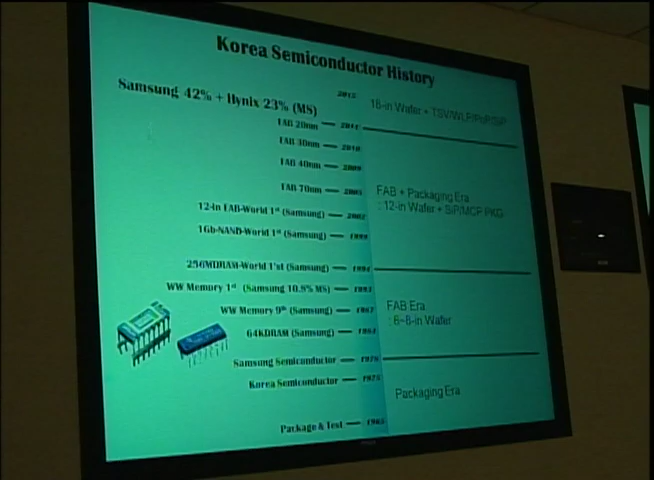 Korea Semiconductor History
2015
Samsung 42% + Hynix 23% (MS)
18-in Wafer + TSV/WLP/PoP/SiP
FAB 20nm — 2011
FAB 30nm — 2010
FAB 40nm — 2009
FAB 70nm — 2005
FAB + Packaging Era
: 12-in Wafer + SiP/MCP PKG
12-in FAB-World 1st (Samsung) — 2002
1Gb-NAND-World 1st (Samsung) — 1999
256MDRAM-World 1'st (Samsung) — 1994
WW Memory 1st (Samsung 10.8% MS) — 1993
FAB Era
: 6~8-in Wafer
WW Memory 9th (Samsung) — 1987
64KDRAM (Samsung) — 1983
Samsung Semiconductor —
Korea Semiconductor —
Packaging Era
Package & Test — 1965